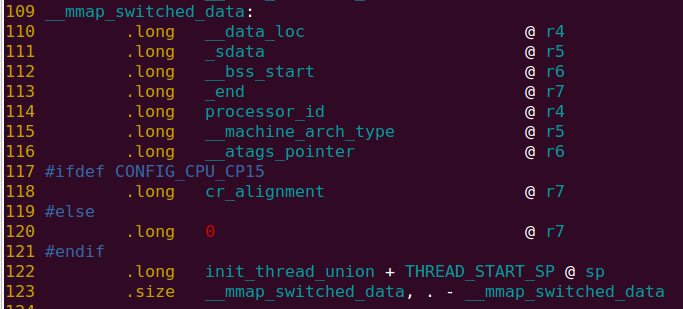 109 __mmap_switched_data:
110         .long   __data_loc                      @ r4
111         .long   _sdata                          @ r5
112         .long   __bss_start                     @ r6
113         .long   _end                            @ r7
114         .long   processor_id                    @ r4
115         .long   __machine_arch_type             @ r5
116         .long   __atags_pointer                 @ r6
117 #ifdef CONFIG_CPU_CP15
118         .long   cr_alignment                    @ r7
119 #else
120         .long   0                               @ r7
121 #endif
122         .long   init_thread_union + THREAD_START_SP @ sp
123         .size   __mmap_switched_data, . - __mmap_switched_data